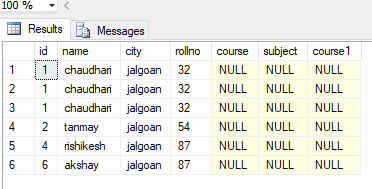 100 %
Results Messages
id name city rollno course subject course1
1 1 chaudhari jalgoan 32 NULL NULL NULL
2 1 chaudhari jalgoan 32 NULL NULL NULL
3 1 chaudhari jalgoan 32 NULL NULL NULL
4 2 tanmay jalgoan 54 NULL NULL NULL
5 4 rishikesh jalgoan 87 NULL NULL NULL
6 6 akshay jalgoan 87 NULL NULL NULL